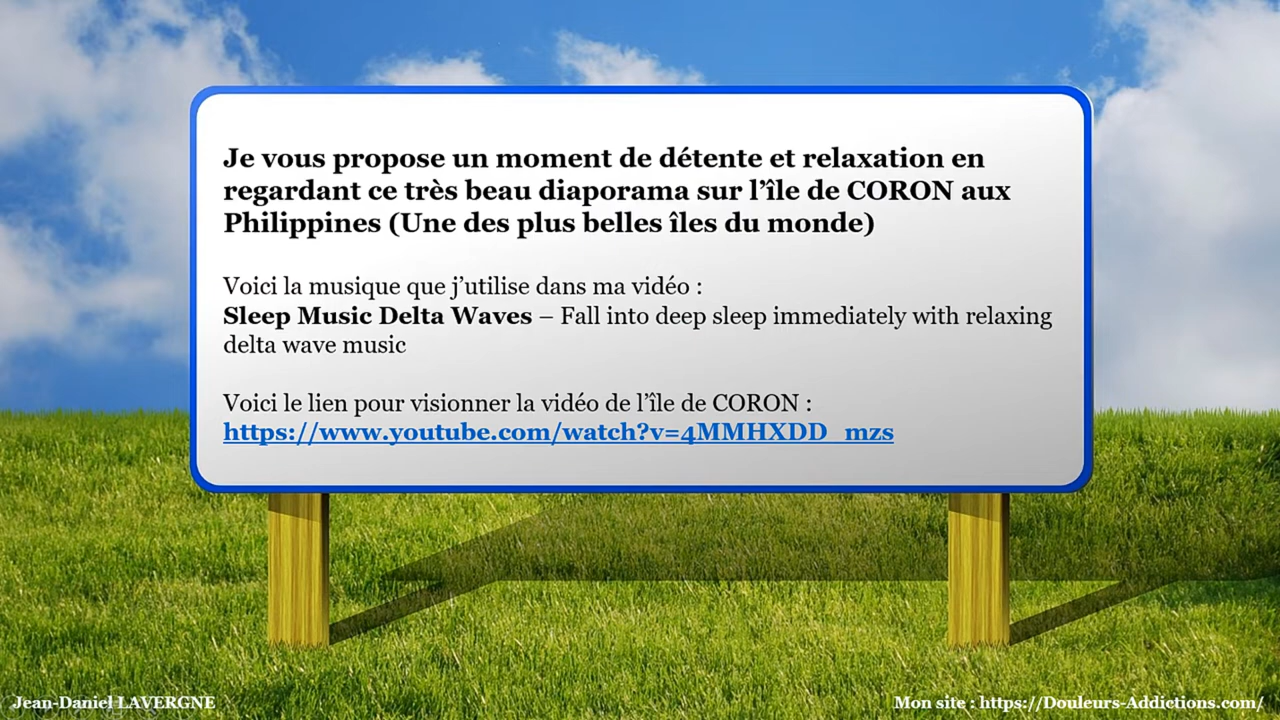 Je vous propose un moment de détente et relaxation en
regardant ce très beau diaporama sur l’île de CORON aux
Philippines (Une des plus belles îles du monde)
Voici la musique que j’utilise dans ma vidéo :
Sleep Music Delta Waves – Fall into deep sleep immediately with relaxing
delta wave music
Voici le lien pour visionner la vidéo de l’île de CORON :
https://www.youtube.com/watch?v=4MMHXDD_mzs
Jean-Daniel LAVERGNE
Mon site : https://Douleurs-Addictions.com/